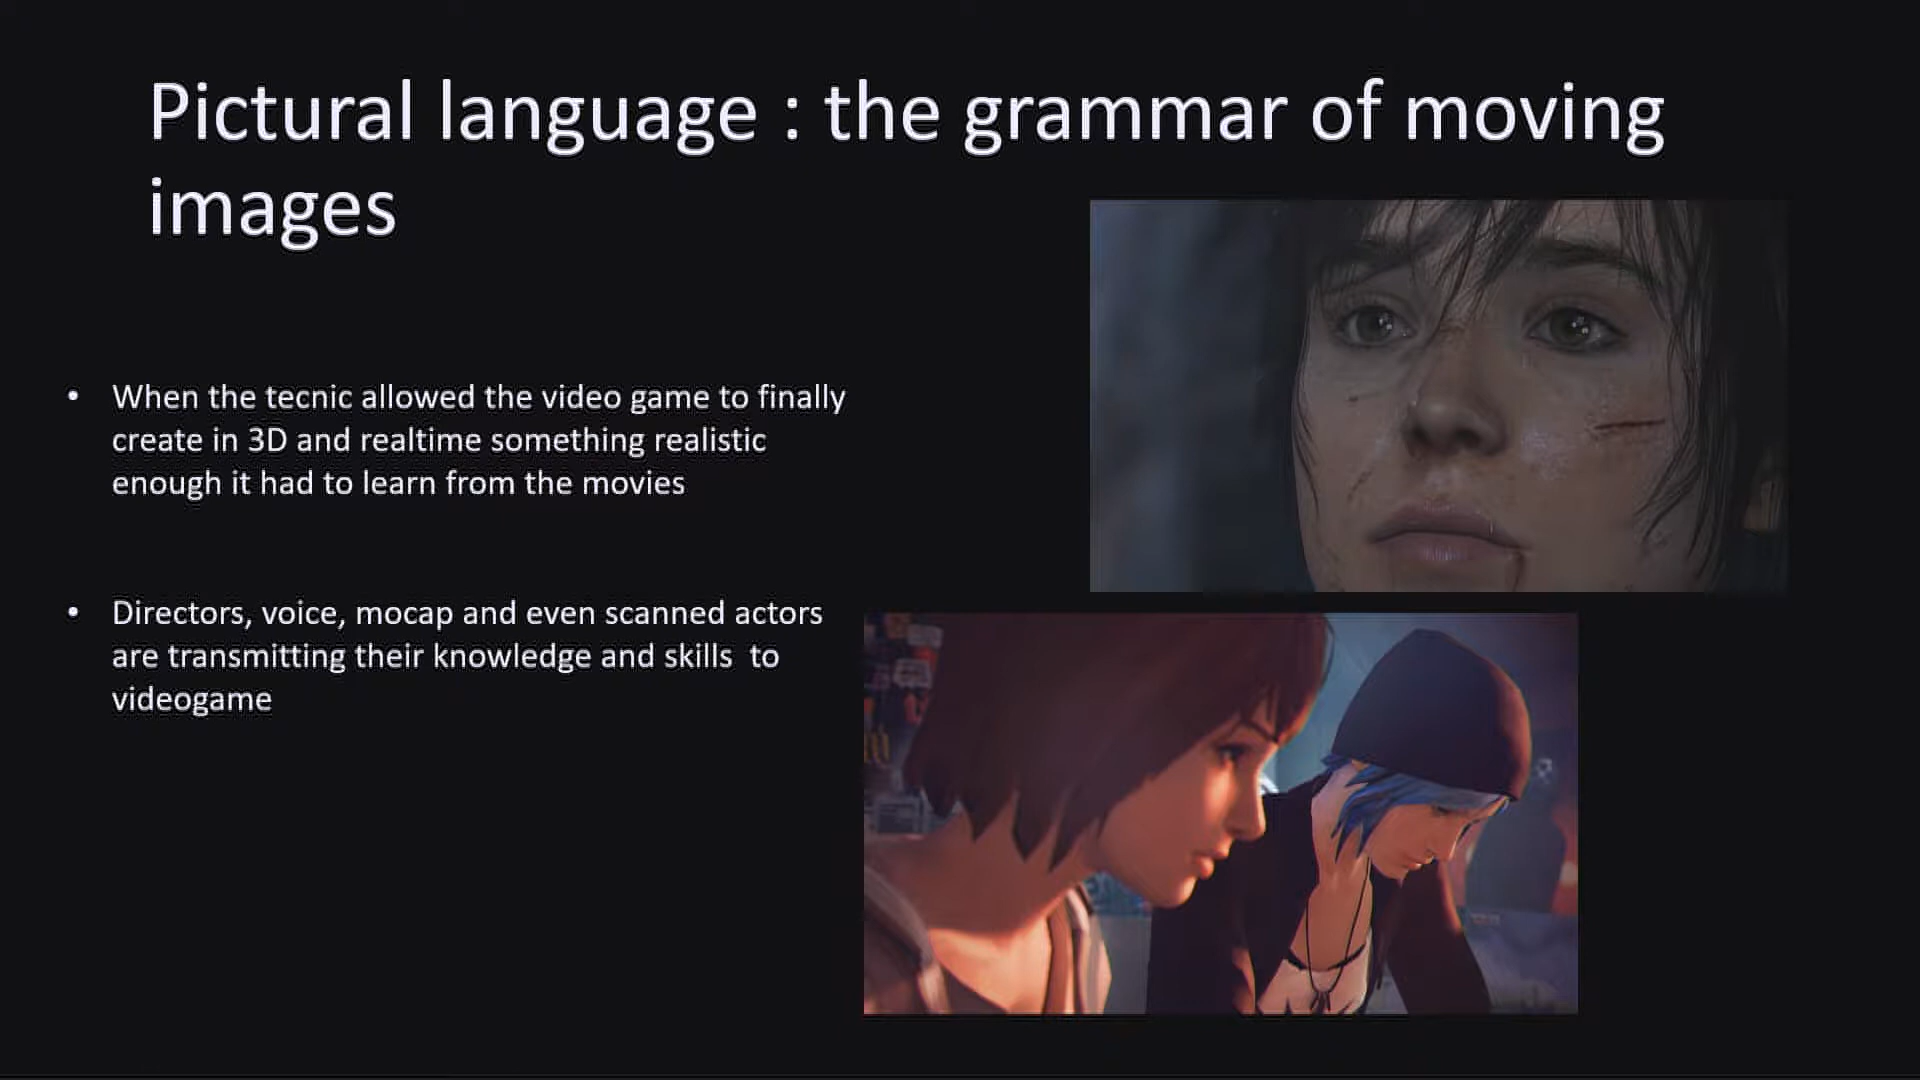 Pictural language : the grammar of moving
images
• When the tecnic allowed the video game to finally
create in 3D and realtime something realistic
enough it had to learn from the movies
• Directors, voice, mocap and even scanned actors
are transmitting their knowledge and skills  to
videogame